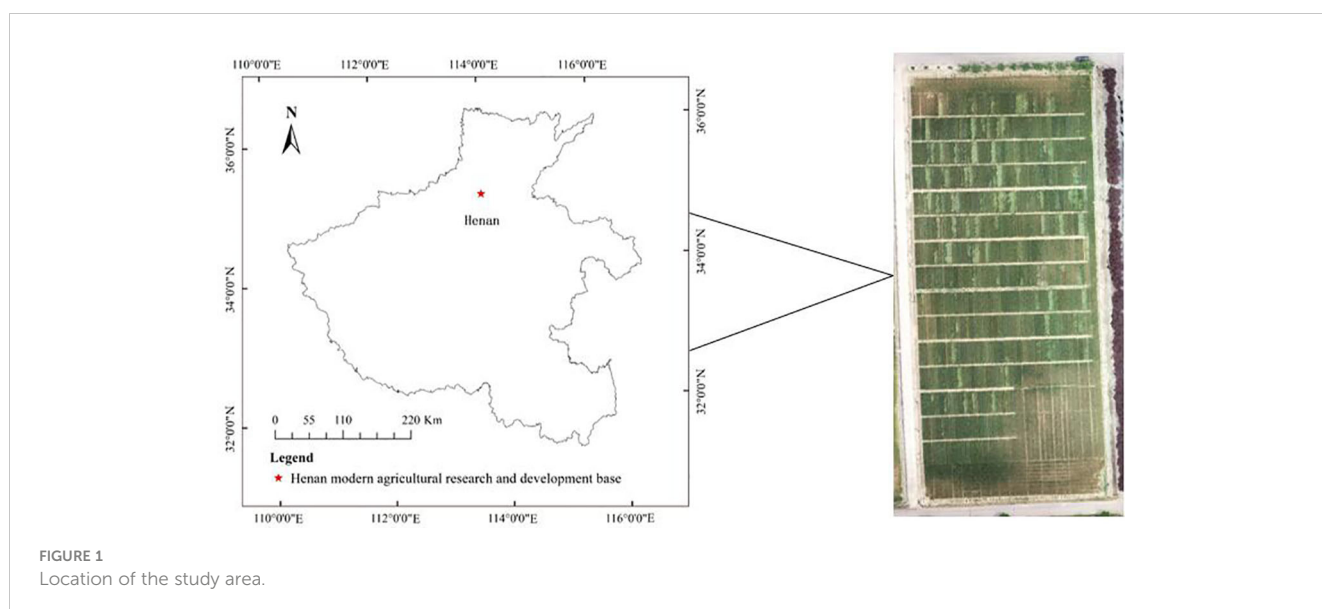 110°0'0"E 112°0'0"E 114°0'0"E 116°0'0"E
N
36°0'0"N
36°0'0"N
Henan
34°0'0"N
34°0'0"N
32°0'0"N
32°0'0"N
0 55 110 220 Km
Legend
Henan modern agricultural research and development base
110°0'0"E 112°0'0"E 114°0'0"E 116°0'0"E
FIGURE 1
Location of the study area.